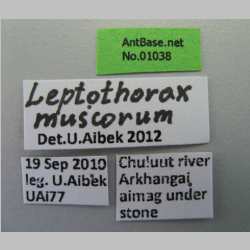 AntBase.net
No.01038
Leptothorax
muscorum
Det.U.Aibek 2012
19 Sep 2010
leg. U.Aibek
UAi77
Chuluut river
Arkhangai
aimag under
stone